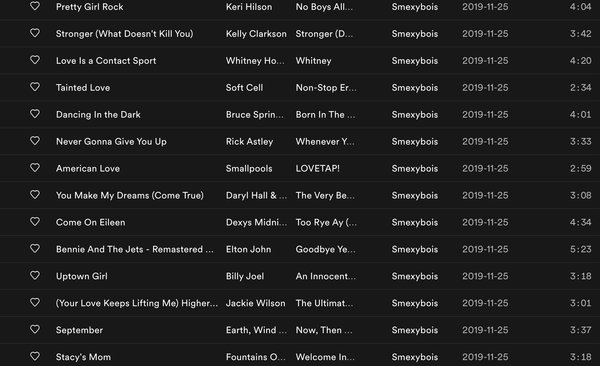 Pretty Girl Rock Keri Hilson No Boys All... Smexybois 2019-11-25 4:04
Stronger (What Doesn't Kill You) Kelly Clarkson Stronger (D... Smexybois 2019-11-25 3:42
Love Is a Contact Sport Whitney Ho... Whitney Smexybois 2019-11-25 4:20
Tainted Love Soft Cell Non-Stop Er... Smexybois 2019-11-25 2:34
Dancing In the Dark Bruce Sprin... Born In The ... Smexybois 2019-11-25 4:01
Never Gonna Give You Up Rick Astley Whenever Y... Smexybois 2019-11-25 3:33
American Love Smallpools LOVETAP! Smexybois 2019-11-25 2:59
You Make My Dreams (Come True) Daryl Hall & ... The Very Be... Smexybois 2019-11-25 3:08
Come On Eileen Dexys Midni... Too Rye Ay (... Smexybois 2019-11-25 4:34
Bennie And The Jets - Remastered ... Elton John Goodbye Ye... Smexybois 2019-11-25 5:23
Uptown Girl Billy Joel An Innocent... Smexybois 2019-11-25 3:18
(Your Love Keeps Lifting Me) Higher... Jackie Wilson The Ultimat... Smexybois 2019-11-25 3:01
September Earth, Wind ... Now, Then ... Smexybois 2019-11-25 3:37
Stacy's Mom Fountains O... Welcome In... Smexybois 2019-11-25 3:18